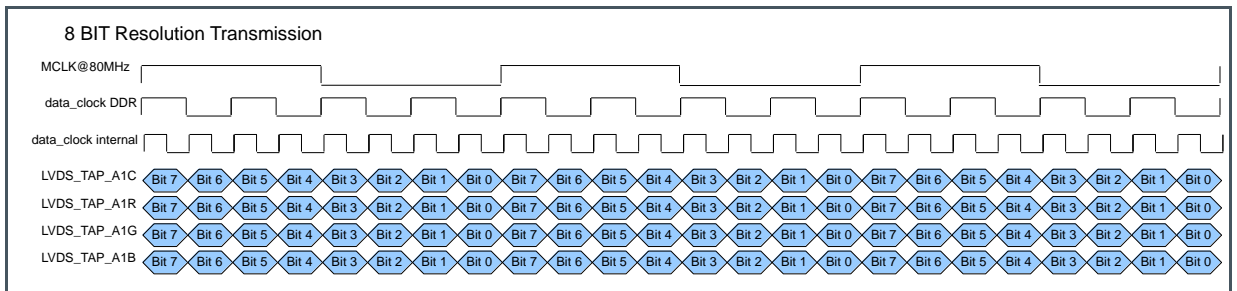 8 BIT Resolution Transmission
MCLK@80MHz
data_clock DDR
data_clock internal
LVDS_TAP_A1C Bit 7 Bit 6 Bit 5 Bit 4 Bit 3 Bit 2 Bit 1 Bit 0 Bit 7 Bit 6 Bit 5 Bit 4 Bit 3 Bit 2 Bit 1 Bit 0 Bit 7 Bit 6 Bit 5 Bit 4 Bit 3 Bit 2 Bit 1 Bit 0
LVDS_TAP_A1R Bit 7 Bit 6 Bit 5 Bit 4 Bit 3 Bit 2 Bit 1 Bit 0 Bit 7 Bit 6 Bit 5 Bit 4 Bit 3 Bit 2 Bit 1 Bit 0 Bit 7 Bit 6 Bit 5 Bit 4 Bit 3 Bit 2 Bit 1 Bit 0
LVDS_TAP_A1G Bit 7 Bit 6 Bit 5 Bit 4 Bit 3 Bit 2 Bit 1 Bit 0 Bit 7 Bit 6 Bit 5 Bit 4 Bit 3 Bit 2 Bit 1 Bit 0 Bit 7 Bit 6 Bit 5 Bit 4 Bit 3 Bit 2 Bit 1 Bit 0
LVDS_TAP_A1B Bit 7 Bit 6 Bit 5 Bit 4 Bit 3 Bit 2 Bit 1 Bit 0 Bit 7 Bit 6 Bit 5 Bit 4 Bit 3 Bit 2 Bit 1 Bit 0 Bit 7 Bit 6 Bit 5 Bit 4 Bit 3 Bit 2 Bit 1 Bit 0